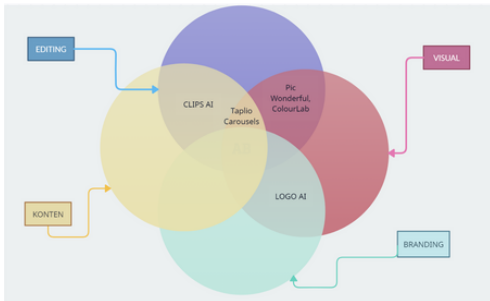 EDITING
VISUAL
Pic
Wonderful,
ColourLab
CLIPS AI
Taplio
Carousels
LOGO AI
KONTEN
BRANDING